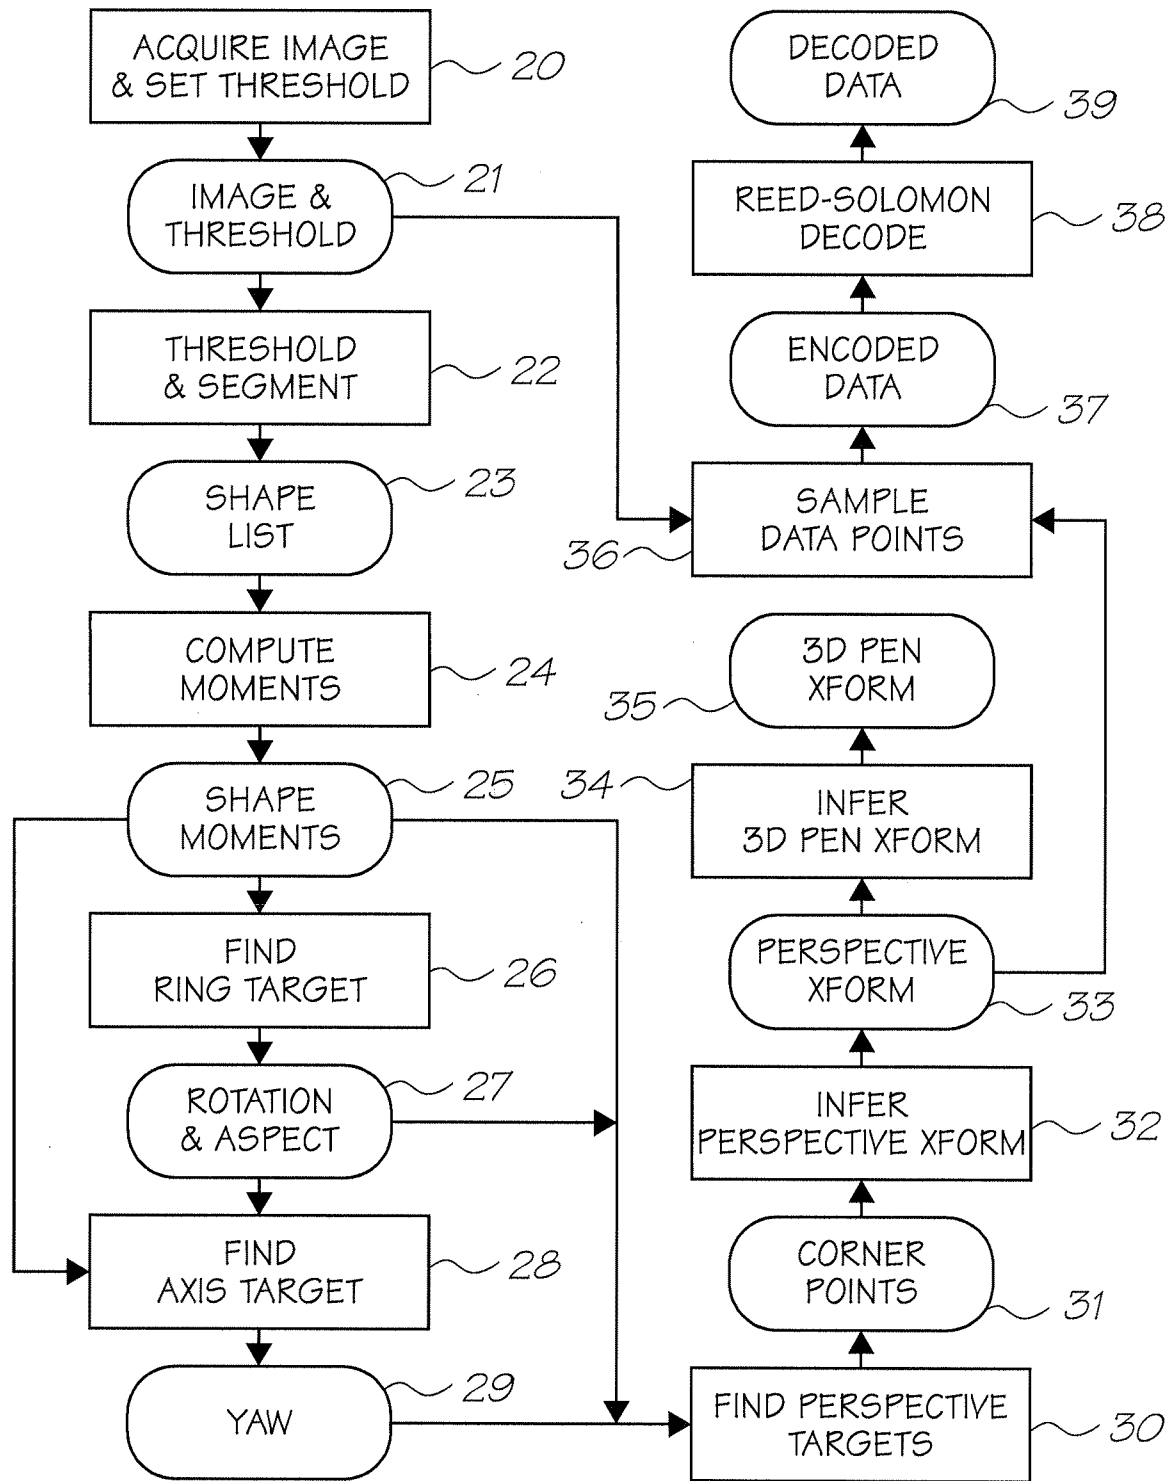 ACQUIRE IMAGE
& SET THRESHOLD
20
IMAGE &
THRESHOLD
21
THRESHOLD
& SEGMENT
22
SHAPE
LIST
23
COMPUTE
MOMENTS
24
SHAPE
MOMENTS
25
FIND
RING TARGET
26
ROTATION
& ASPECT
27
FIND
AXIS TARGET
28
YAW
29
DECODED
DATA
39
REED-SOLOMON
DECODE
38
ENCODED
DATA
37
SAMPLE
DATA POINTS
36
3D PEN
XFORM
35
34
INFER
3D PEN XFORM
PERSPECTIVE
XFORM
33
INFER
PERSPECTIVE XFORM
32
CORNER
POINTS
31
FIND PERSPECTIVE
TARGETS
30